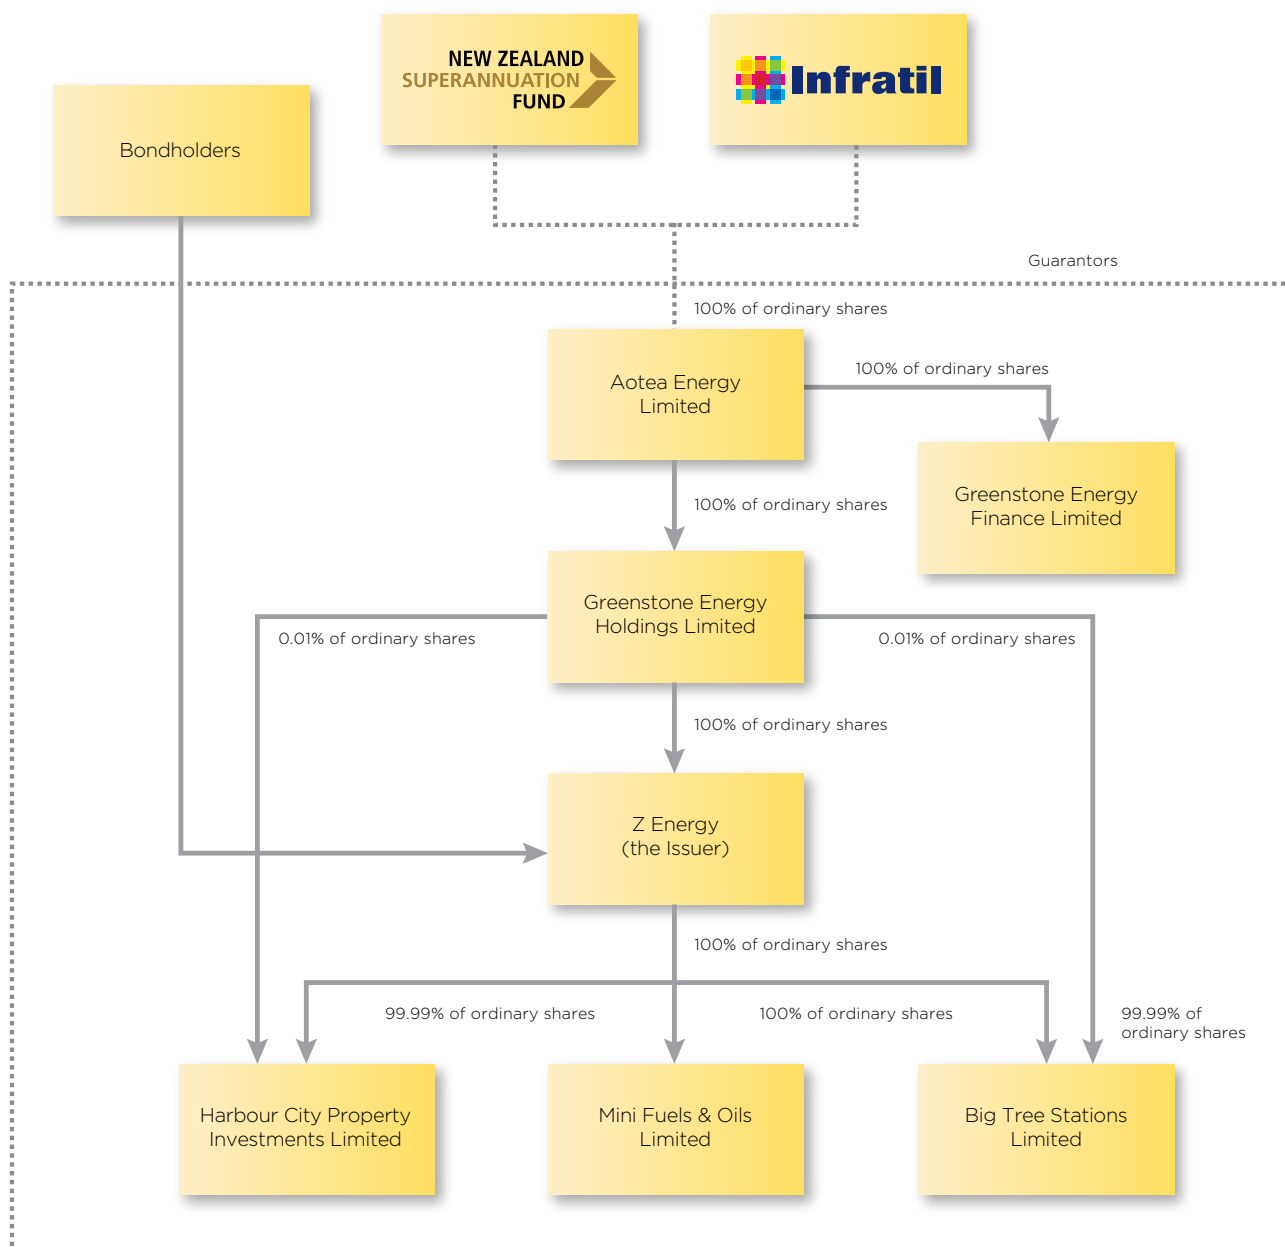 NEW ZEALAND
SUPERANNUATION
FUND
Infratil
Bondholders
Guarantors
100% of ordinary shares
Aotea Energy
Limited
100% of ordinary shares
100% of ordinary shares
Greenstone Energy
Finance Limited
Greenstone Energy
Holdings Limited
0.01% of ordinary shares
0.01% of ordinary shares
100% of ordinary shares
Z Energy
(the Issuer)
100% of ordinary shares
99.99% of ordinary shares
100% of ordinary shares
99.99% of
ordinary shares
Harbour City Property
Investments Limited
Mini Fuels & Oils
Limited
Big Tree Stations
Limited